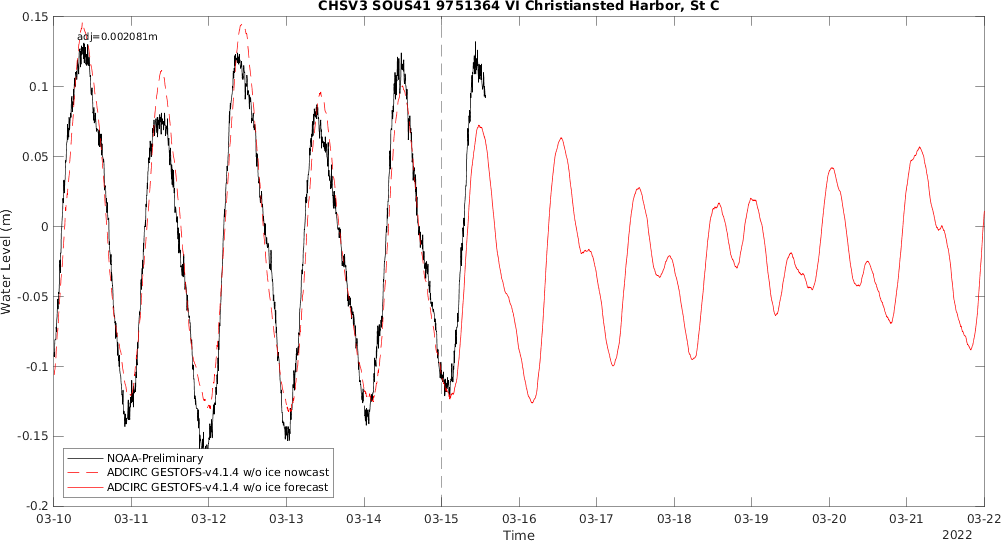 CHSV3 SOUS41 9751364 VI Christiansted Harbor, St C
adj=0.002081m
Water Level (m)
0.15
0.1
0.05
0
-0.05
-0.1
-0.15
-0.2
NOAA-Preliminary
ADCIRC GESTOFS-v4.1.4 w/o ice nowcast
ADCIRC GESTOFS-v4.1.4 w/o ice forecast
03-10 03-11 03-12 03-13 03-14 03-15 03-16 03-17 03-18 03-19 03-20 03-21 03-22
Time
2022